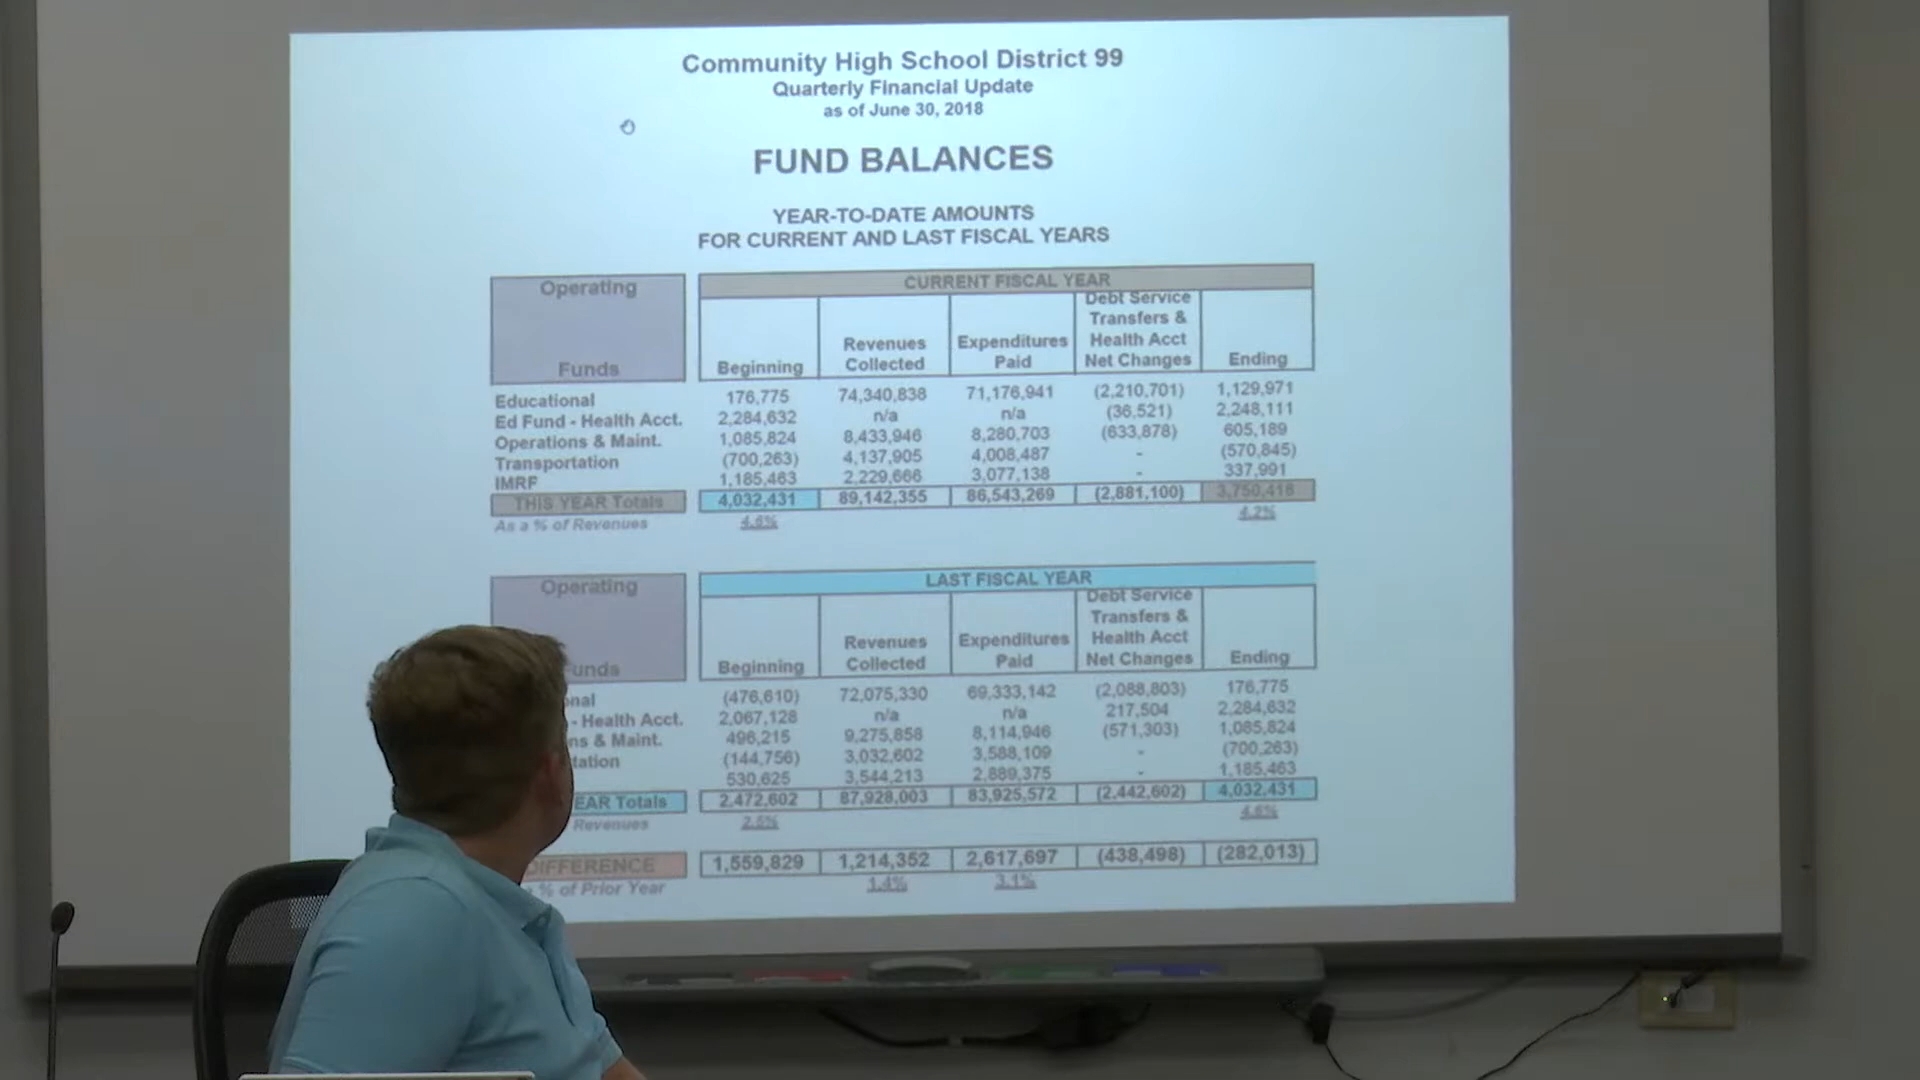 Community High School District 99
Quarterly Financial Update
as of June 30, 2018
FUND BALANCES
YEAR-TO-DATE AMOUNTS
FOR CURRENT AND LAST FISCAL YEARS
Operating Funds
CURRENT FISCAL YEAR
Beginning
Revenues Collected
Expenditures Paid
Debt Service Transfers & Health Acct Net Changes
Ending
Educational 176,775 74,340,838 71,176,941 (2,210,701) 1,129,971
Ed Fund - Health Acct. 2,284,632 n/a n/a (36,521) 2,248,111
Operations & Maint. 1,085,824 8,433,946 8,280,703 (633,878) 605,189
Transportation (700,263) 4,137,905 4,008,487 - (570,845)
IMRF 1,185,463 2,229,666 3,077,138 - 337,991
THIS YEAR Totals 4,032,431 89,142,355 86,543,269 (2,881,100) 3,750,418
As a % of Revenues 4.6% 4.2%
Operating unds
LAST FISCAL YEAR
Beginning
Revenues Collected
Expenditures Paid
Debt Service Transfers & Health Acct Net Changes
Ending
onal (476,610) 72,075,330 69,333,142 (2,088,803) 176,775
- Health Acct. 2,067,128 n/a n/a 217,504 2,284,632
ns & Maint. 496,215 9,275,858 8,114,946 (571,303) 1,085,824
tation (144,756) 3,032,602 3,588,109 - (700,263)
530,625 3,544,213 2,889,375 - 1,185,463
EAR Totals 2,472,602 87,928,003 83,925,572 (2,442,602) 4,032,431
Revenues 2.5% 4.6%
DIFFERENCE 1,559,829 1,214,352 2,617,697 (438,498) (282,013)
% of Prior Year 1.4% 3.1%